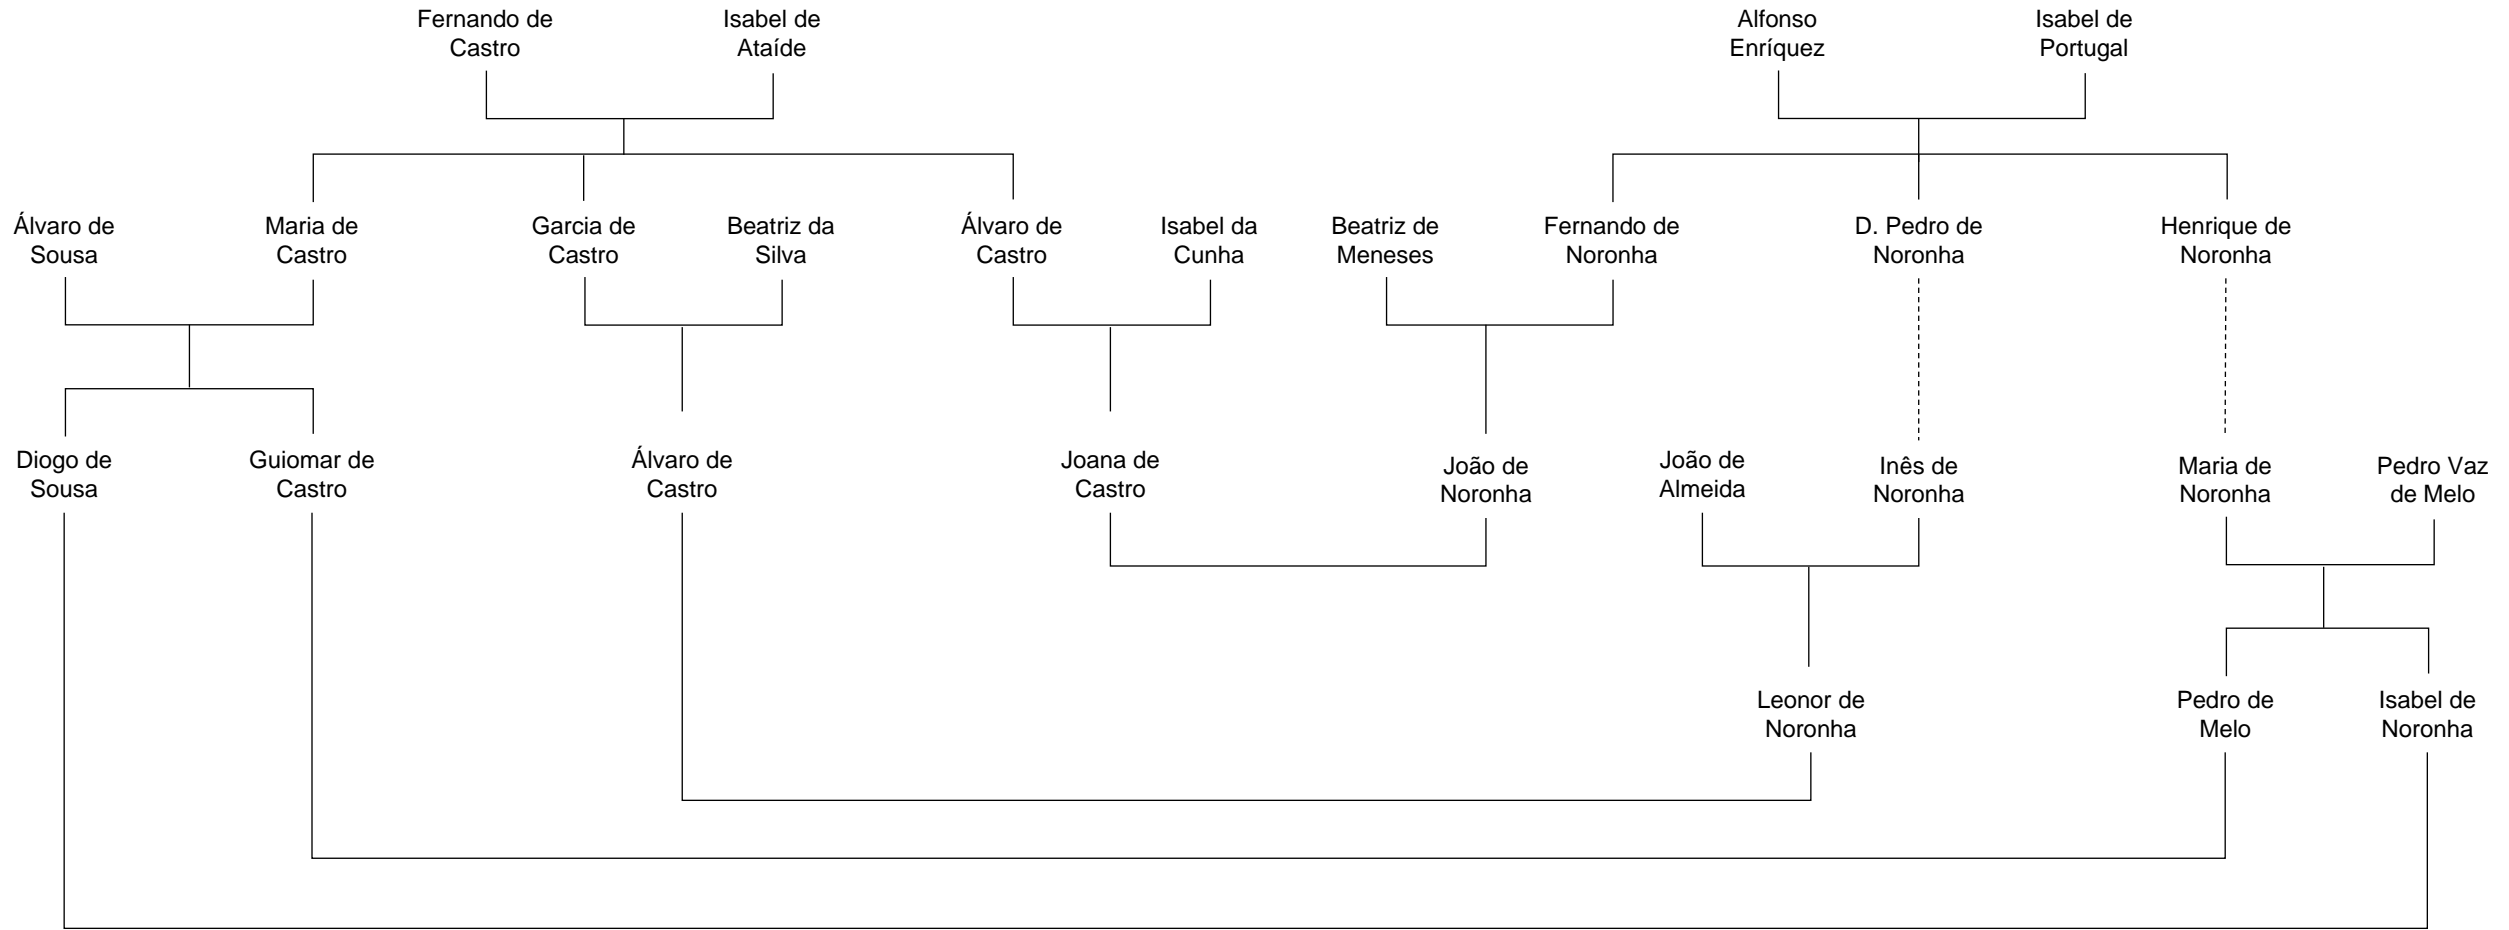 Fernando de
Castro
Isabel de
Ataíde
Alfonso
Enríquez
Isabel de
Portugal
Álvaro de
Sousa
Maria de
Castro
Garcia de
Castro
Beatriz da
Silva
Álvaro de
Castro
Isabel da
Cunha
Beatriz de
Meneses
Fernando de
Noronha
D. Pedro de
Noronha
Henrique de
Noronha
Diogo de
Sousa
Guiomar de
Castro
Álvaro de
Castro
Joana de
Castro
João de
Noronha
João de
Almeida
Inês de
Noronha
Maria de
Noronha
Pedro Vaz
de Melo
Leonor de
Noronha
Pedro de
Melo
Isabel de
Noronha